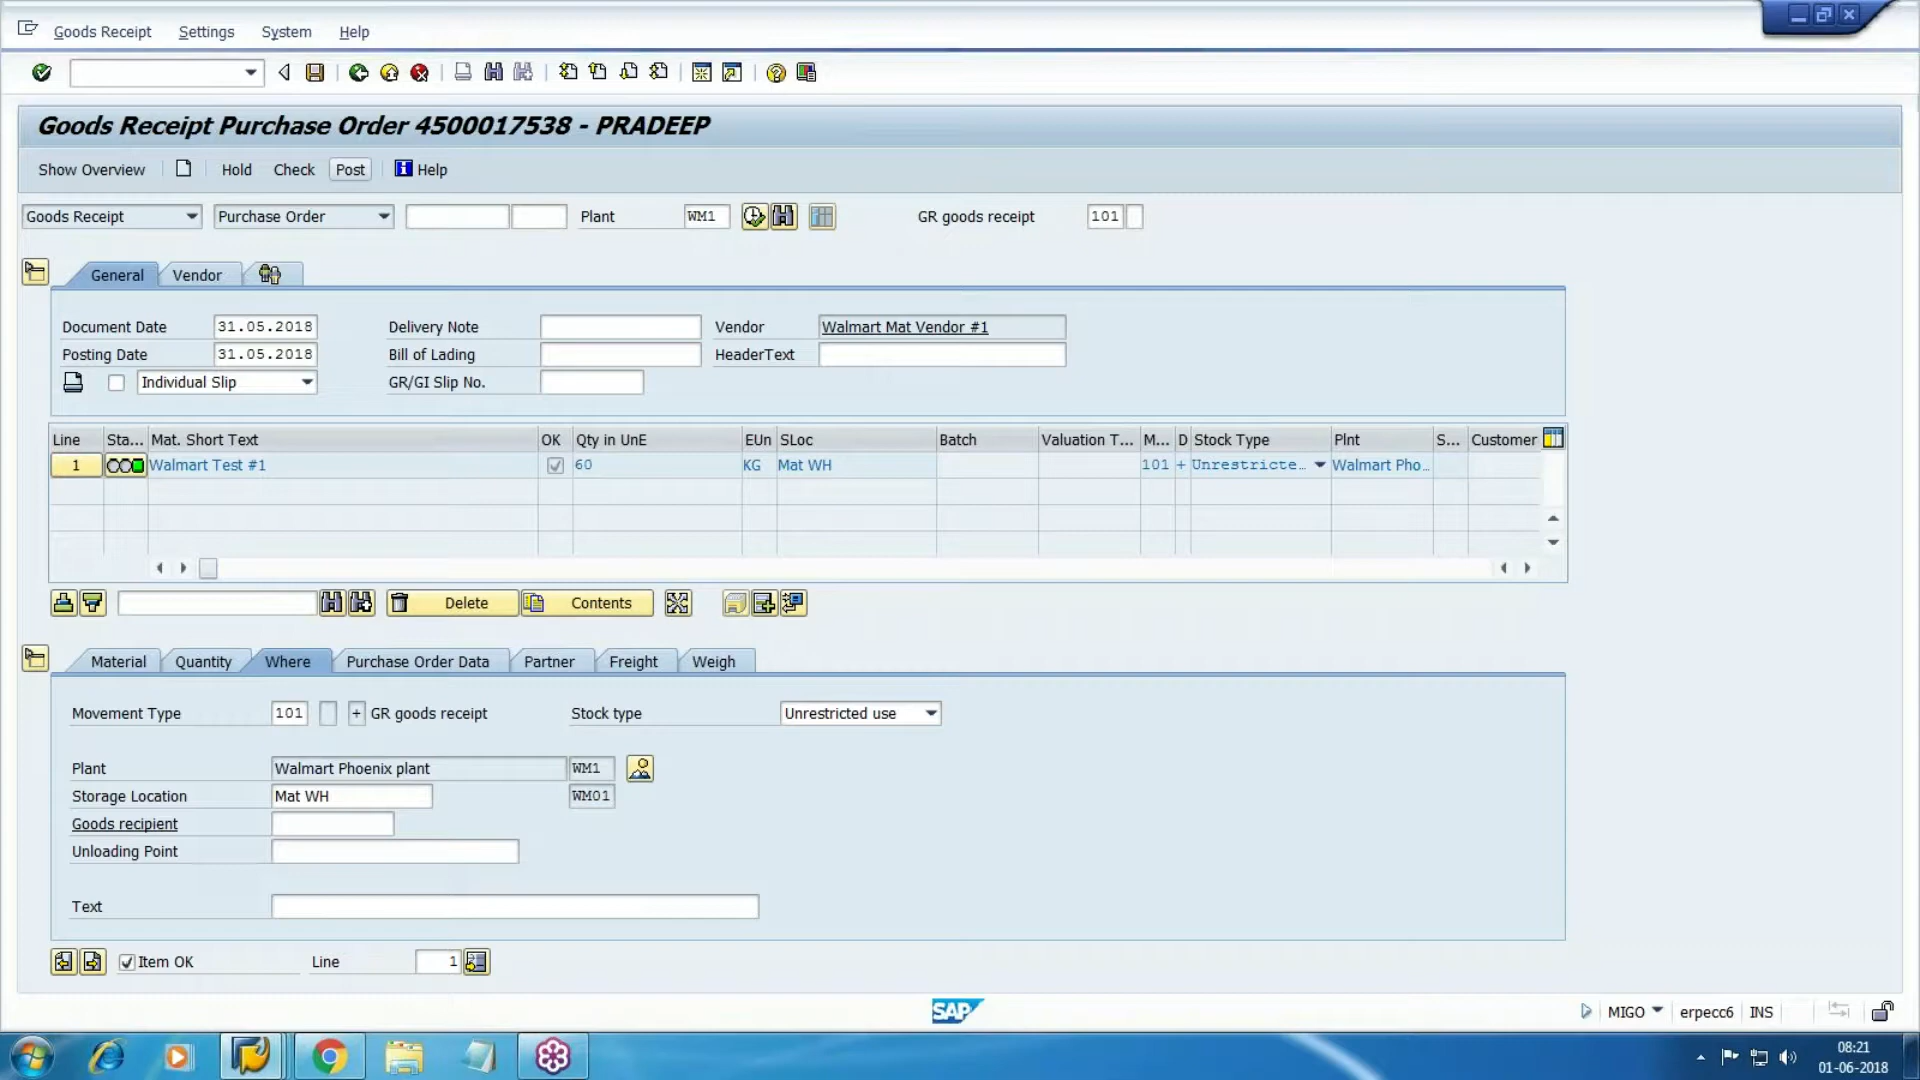 Goods Receipt Settings System Help
Goods Receipt Purchase Order 4500017538 - PRADEEP
Show Overview Hold Check Post Help
Goods Receipt Purchase Order Plant WM1 GR goods receipt 101
General Vendor
Document Date 31.05.2018 Delivery Note Vendor Walmart Mat Vendor #1
Posting Date 31.05.2018 Bill of Lading HeaderText
Individual Slip GR/GI Slip No.
Line Sta... Mat. Short Text OK Qty in UnE EUn SLoc Batch Valuation T... M... D Stock Type Plnt S... Customer
1 Walmart Test #1 60 KG Mat WH 101 + Unrestricte... Walmart Pho...
Delete Contents
Material Quantity Where Purchase Order Data Partner Freight Weigh
Movement Type 101 + GR goods receipt Stock type Unrestricted use
Plant Walmart Phoenix plant WM1
Storage Location Mat WH WM01
Goods recipient
Unloading Point
Text
Item OK Line 1
SAP MIGO erpecc6 INS
08:21
01-06-2018